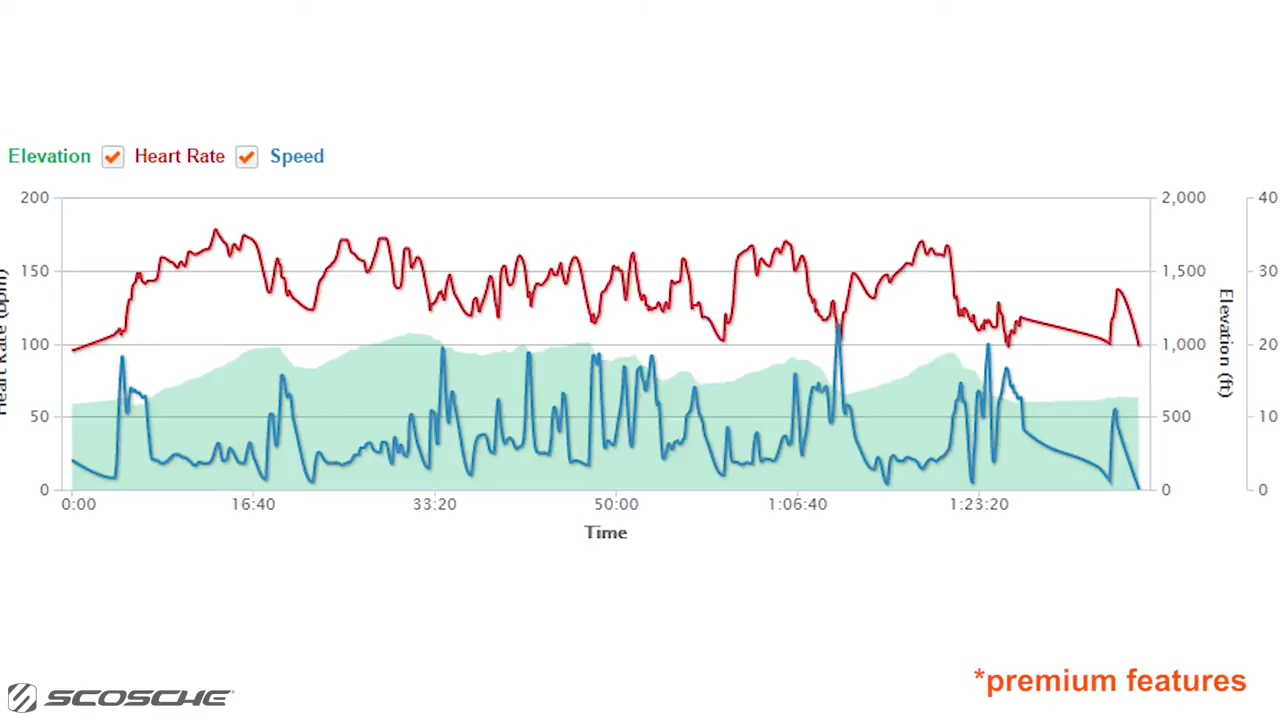 Elevation Heart Rate Speed
200 2,000 40
150 1,500 30
100 1,000 20
50 500 10
0 0 0
Elevation (ft)
0:00 16:40 33:20 50:00 1:06:40 1:23:20
Time
SCOSCHE
*premium features